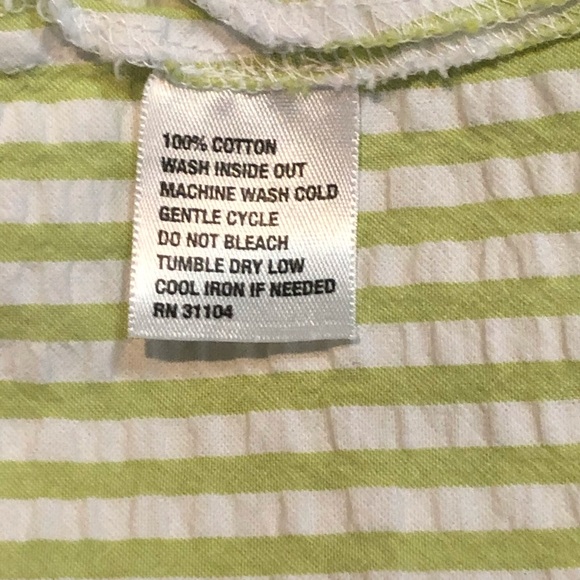 100% COTTON
WASH INSIDE OUT
MACHINE WASH COLD
GENTLE CYCLE
DO NOT BLEACH
TUMBLE DRY LOW
COOL IRON IF NEEDED
RN 31104